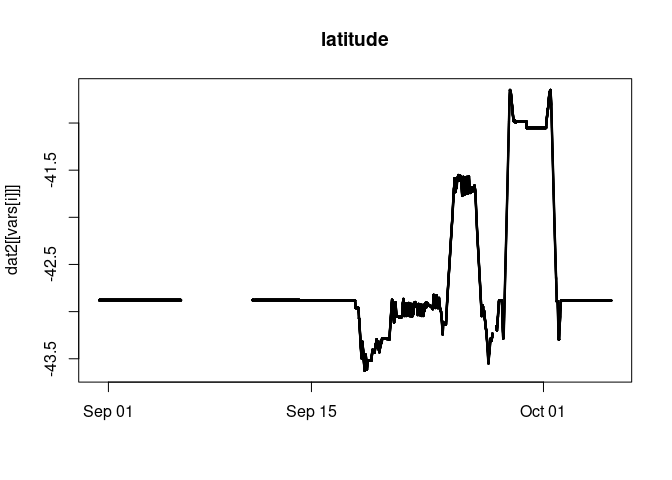 latitude
dat2[[vars[i]]]
-41.5
-42.5
-43.5
Sep 01
Sep 15
Oct 01